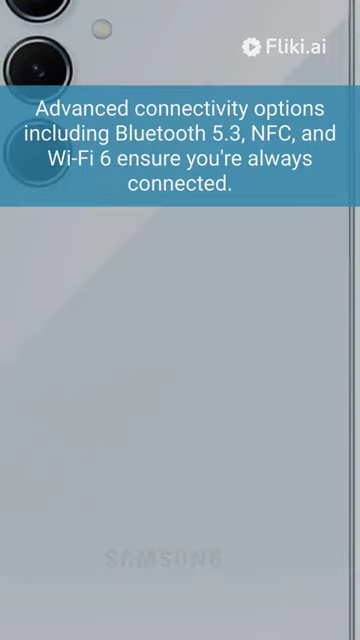 Fliki.ai
Advanced connectivity options
including Bluetooth 5.3, NFC, and
Wi-Fi 6 ensure you're always
connected.
SAMSUNG